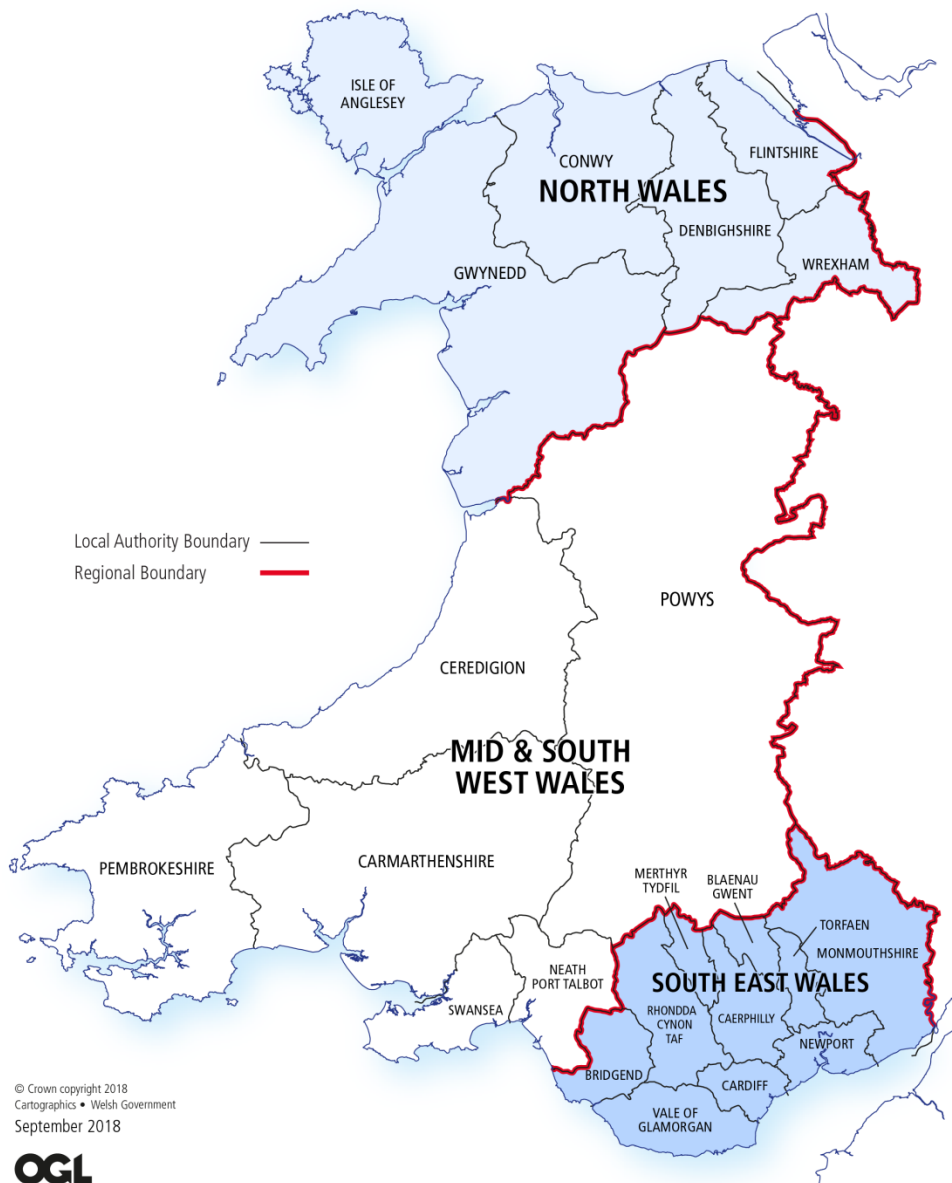 ISLE OF
ANGLESEY
FLINTSHIRE
CONWY
NORTH WALES
DENBIGHSHIRE
WREXHAM
GWYNEDD
Local Authority Boundary
Regional Boundary
POWYS
CEREDIGION
MID & SOUTH
WEST WALES
PEMBROKESHIRE
CARMARTHENSHIRE
MERTHYR
TYDFIL
BLAENAU
GWENT
TORFAEN
MONMOUTHSHIRE
NEATH
PORT TALBOT
SOUTH EAST WALES
SWANSEA
RHONDDA
CYNON
TAF
CAERPHILLY
NEWPORT
BRIDGEND
CARDIFF
VALE OF
GLAMORGAN
© Crown copyright 2018
Cartographics • Welsh Government
September 2018
OGL